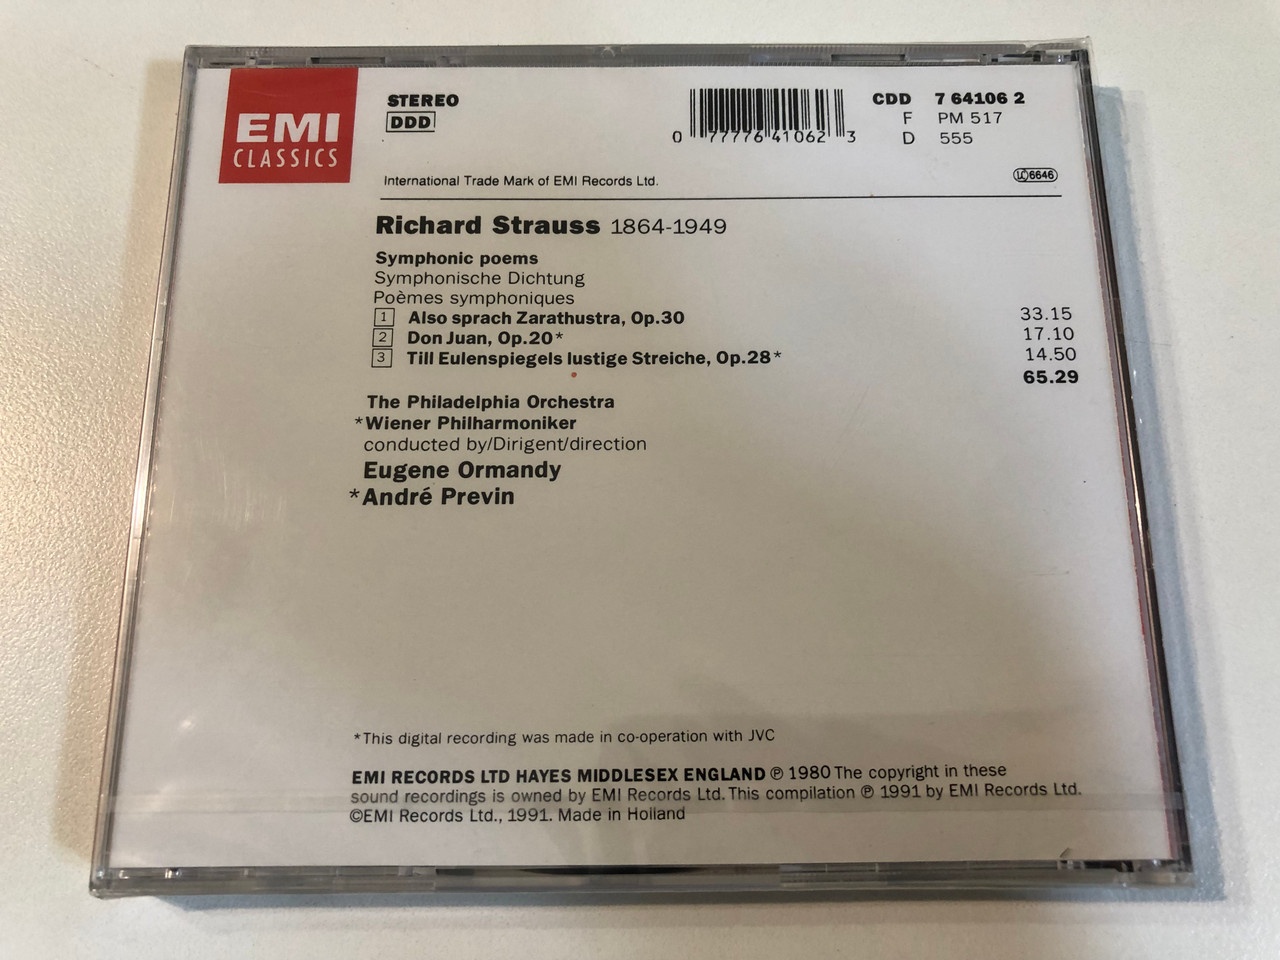 EMI
CLASSICS
STEREO
DDD
0 77776 41062 3
CDD 7 64106 2
F PM 517
D 555
International Trade Mark of EMI Records Ltd.
LC 6646
Richard Strauss 1864-1949
Symphonic poems
Symphonische Dichtung
Poèmes symphoniques
1 Also sprach Zarathustra, Op.30 33.15
2 Don Juan, Op.20* 17.10
3 Till Eulenspiegels lustige Streiche, Op.28* 14.50
65.29
The Philadelphia Orchestra
*Wiener Philharmoniker
conducted by/Dirigent/direction
Eugene Ormandy
*André Previn
*This digital recording was made in co-operation with JVC
EMI RECORDS LTD HAYES MIDDLESEX ENGLAND ℗ 1980 The copyright in these
sound recordings is owned by EMI Records Ltd. This compilation ℗ 1991 by EMI Records Ltd.
©EMI Records Ltd., 1991. Made in Holland